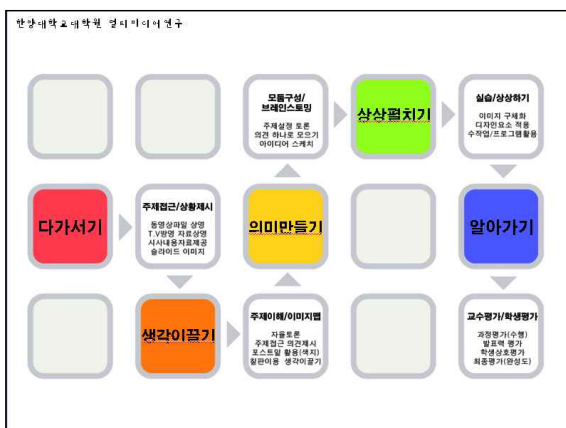 한양대학교대학원 멀티미디어연구
모둠구성/
브레인스토밍
주제설정 토론
의견 하나로 모으기
아이디어 스케치
상상펼치기
실습/상상하기
이미지 구체화
디자인요소 적용
수작업/프로그램활용
다가서기
주제접근/상황제시
동영상파일 상영
T.V방영 자료상영
시사내용자료제공
슬라이드 이미지
의미만들기
알아가기
생각이끌기
주제이해/이미지맵
자율토론
주제접근 의견제시
포스트잇 활용(색지)
칠판이용 생각이끌기
교수평가/학생평가
과정평가(수행)
발표력 평가
학생상호평가
최종평가(완성도)